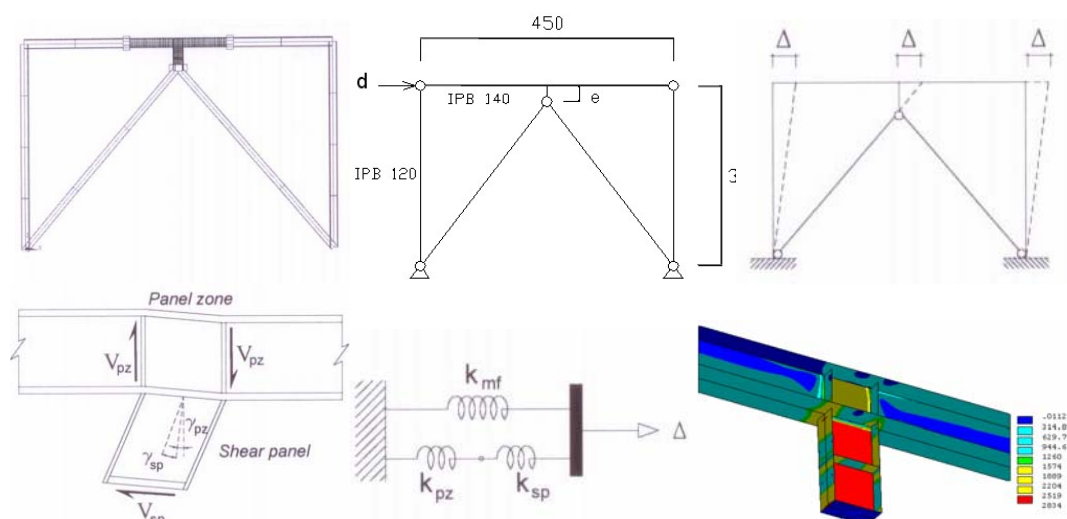 450
d
IPB 140
e
IPB 120
3
Δ Δ Δ
Panel zone
V_pz V_pz
γ_pz
γ_sp
Shear panel
V_sp
k_mf
Δ
k_pz k_sp
.0112
314.8
629.7
944.6
1260
1574
1889
2204
2519
2834